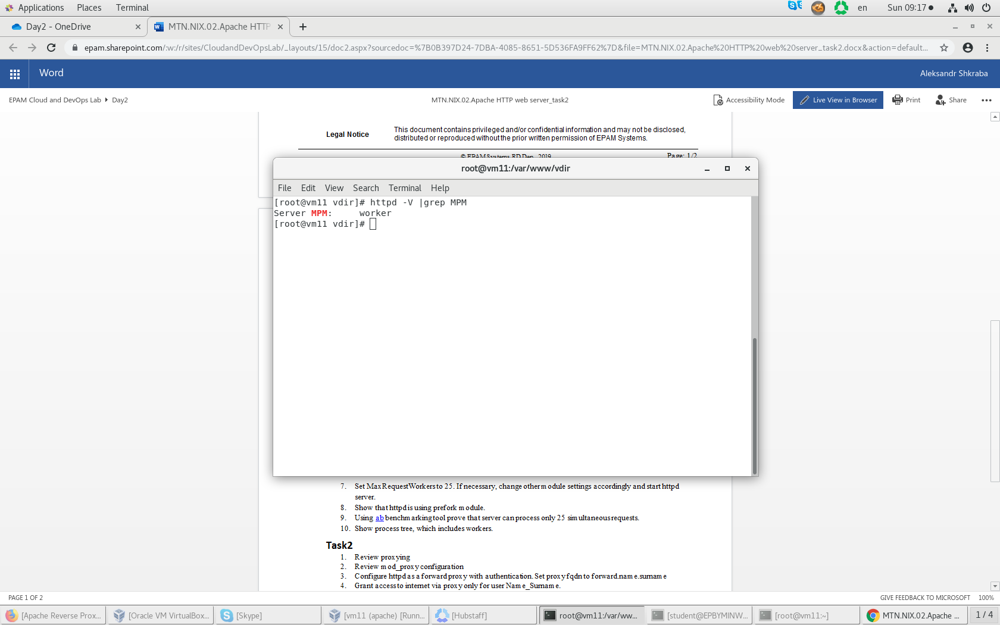 Applications Places Terminal en Sun 09:17
Day2 - OneDrive MTN.NIX.02.Apache HTTP
epam.sharepoint.com/:w:/r/sites/CloudandDevOpsLab/_layouts/15/doc2.aspx?sourcedoc=%7B0B397D24-7DBA-4085-8651-5D536FA9FF62%7D&file=MTN.NIX.02.Apache%20HTTP%20web%20server_task2.docx&action=default...
Word Aleksandr Shkraba
EPAM Cloud and DevOps Lab Day2 MTN.NIX.02.Apache HTTP web server_task2 Accessibility Mode Live View in Browser Print Share
Legal Notice
This document contains privileged and/or confidential information and may not be disclosed,
distributed or reproduced without the prior written permission of EPAM Systems.
© EPAM Systems, RD Dep., 2019 Page: 1/2
root@vm11:/var/www/vdir
File Edit View Search Terminal Help
[root@vm11 vdir]# httpd -V |grep MPM
Server MPM: worker
[root@vm11 vdir]#
7. Set MaxRequestWorkers to 25. If necessary, change other module settings accordingly and start httpd
server.
8. Show that httpd is using prefork module.
9. Using ab benchmarking tool prove that server can process only 25 simultaneous requests.
10. Show process tree, which includes workers.
Task2
1. Review proxying
2. Review mod_proxy configuration
3. Configure httpd as a forward proxy with authentication. Set proxy fqdn to forward.name.surname
4. Grant access to internet via proxy only for user Name_Surname.
PAGE 1 OF 2 GIVE FEEDBACK TO MICROSOFT 100%
[Apache Reverse Prox... [Oracle VM VirtualBox... [Skype] [vm11 (apache) [Runn... [Hubstaff] root@vm11:/var/ww... [student@EPBYMINW... [root@vm11:~] MTN.NIX.02.Apache ... 1 / 4